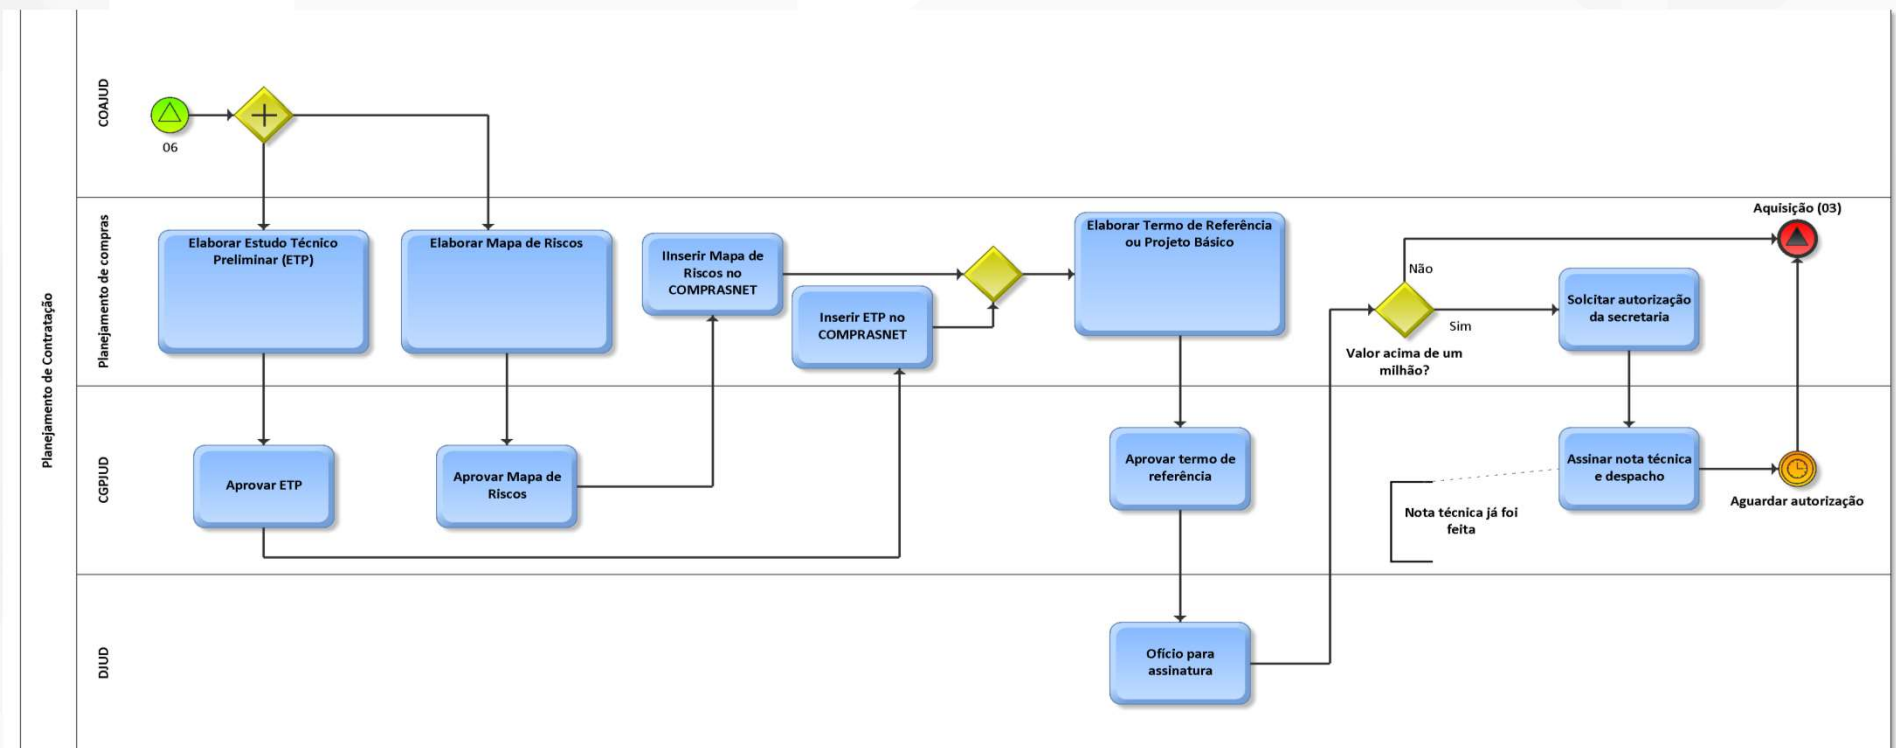 Planejamento de Contratação
COAJUD
06
Planejamento de compras
Elaborar Estudo Técnico
Preliminar (ETP)
Elaborar Mapa de Riscos
IInserir Mapa de
Riscos no
COMPRASNET
Inserir ETP no
COMPRASNET
Elaborar Termo de Referência
ou Projeto Básico
Não
Sim
Valor acima de um
milhão?
Aquisição (03)
Solcitar autorização
da secretaria
CGPJUD
Aprovar ETP
Aprovar Mapa de
Riscos
Aprovar termo de
referência
Nota técnica já foi
feita
Assinar nota técnica
e despacho
Aguardar autorização
DJUD
Ofício para
assinatura